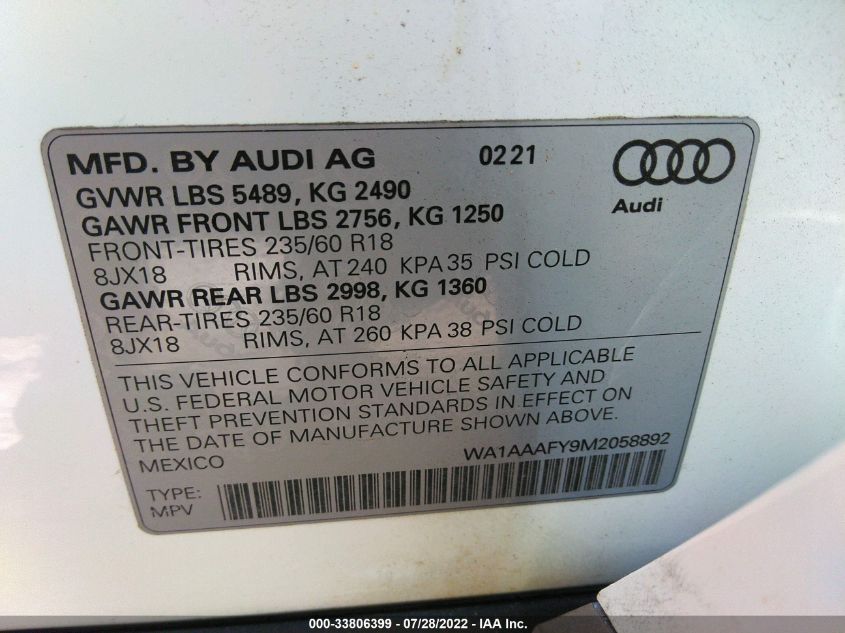 MFD. BY AUDI AG 0221
Audi
GVWR LBS 5489, KG 2490
GAWR FRONT LBS 2756, KG 1250
FRONT-TIRES 235/60 R18
8JX18 RIMS, AT 240 KPA 35 PSI COLD
GAWR REAR LBS 2998, KG 1360
REAR-TIRES 235/60 R18
8JX18 RIMS, AT 260 KPA 38 PSI COLD
THIS VEHICLE CONFORMS TO ALL APPLICABLE
U.S. FEDERAL MOTOR VEHICLE SAFETY AND
THEFT PREVENTION STANDARDS IN EFFECT ON
THE DATE OF MANUFACTURE SHOWN ABOVE.
MEXICO WA1AAAFY9M2058892
TYPE:
MPV
000-33806399 / 07/28/2022 - IAA Inc.